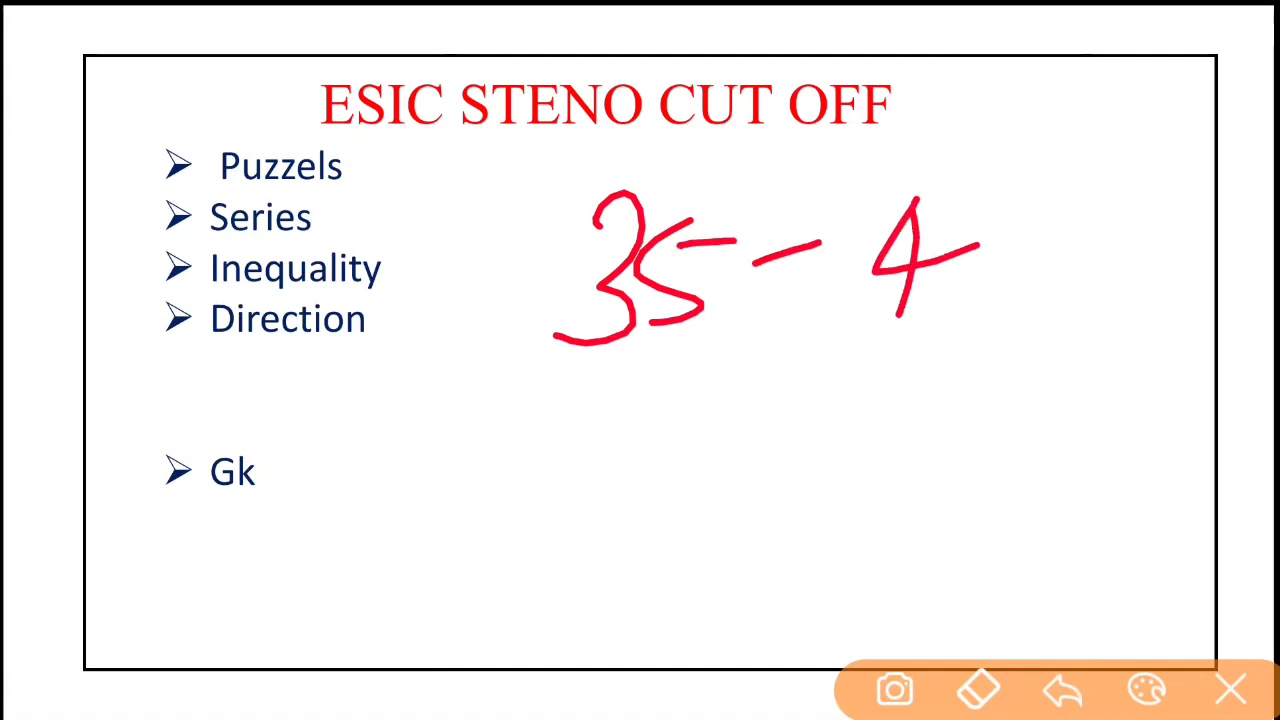 ESIC STENO CUT OFF
➢ Puzzels
➢ Series
➢ Inequality
➢ Direction
35 - 4
➢ Gk